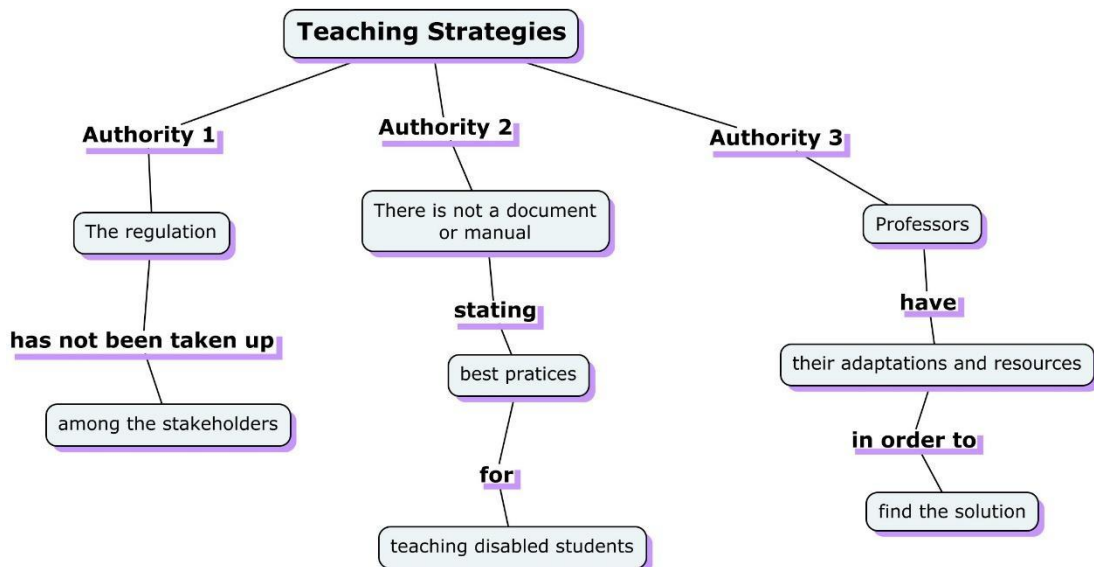 Teaching Strategies
Authority 1
The regulation
has not been taken up
among the stakeholders
Authority 2
There is not a document
or manual
stating
best pratices
for
teaching disabled students
Authority 3
Professors
have
their adaptations and resources
in order to
find the solution